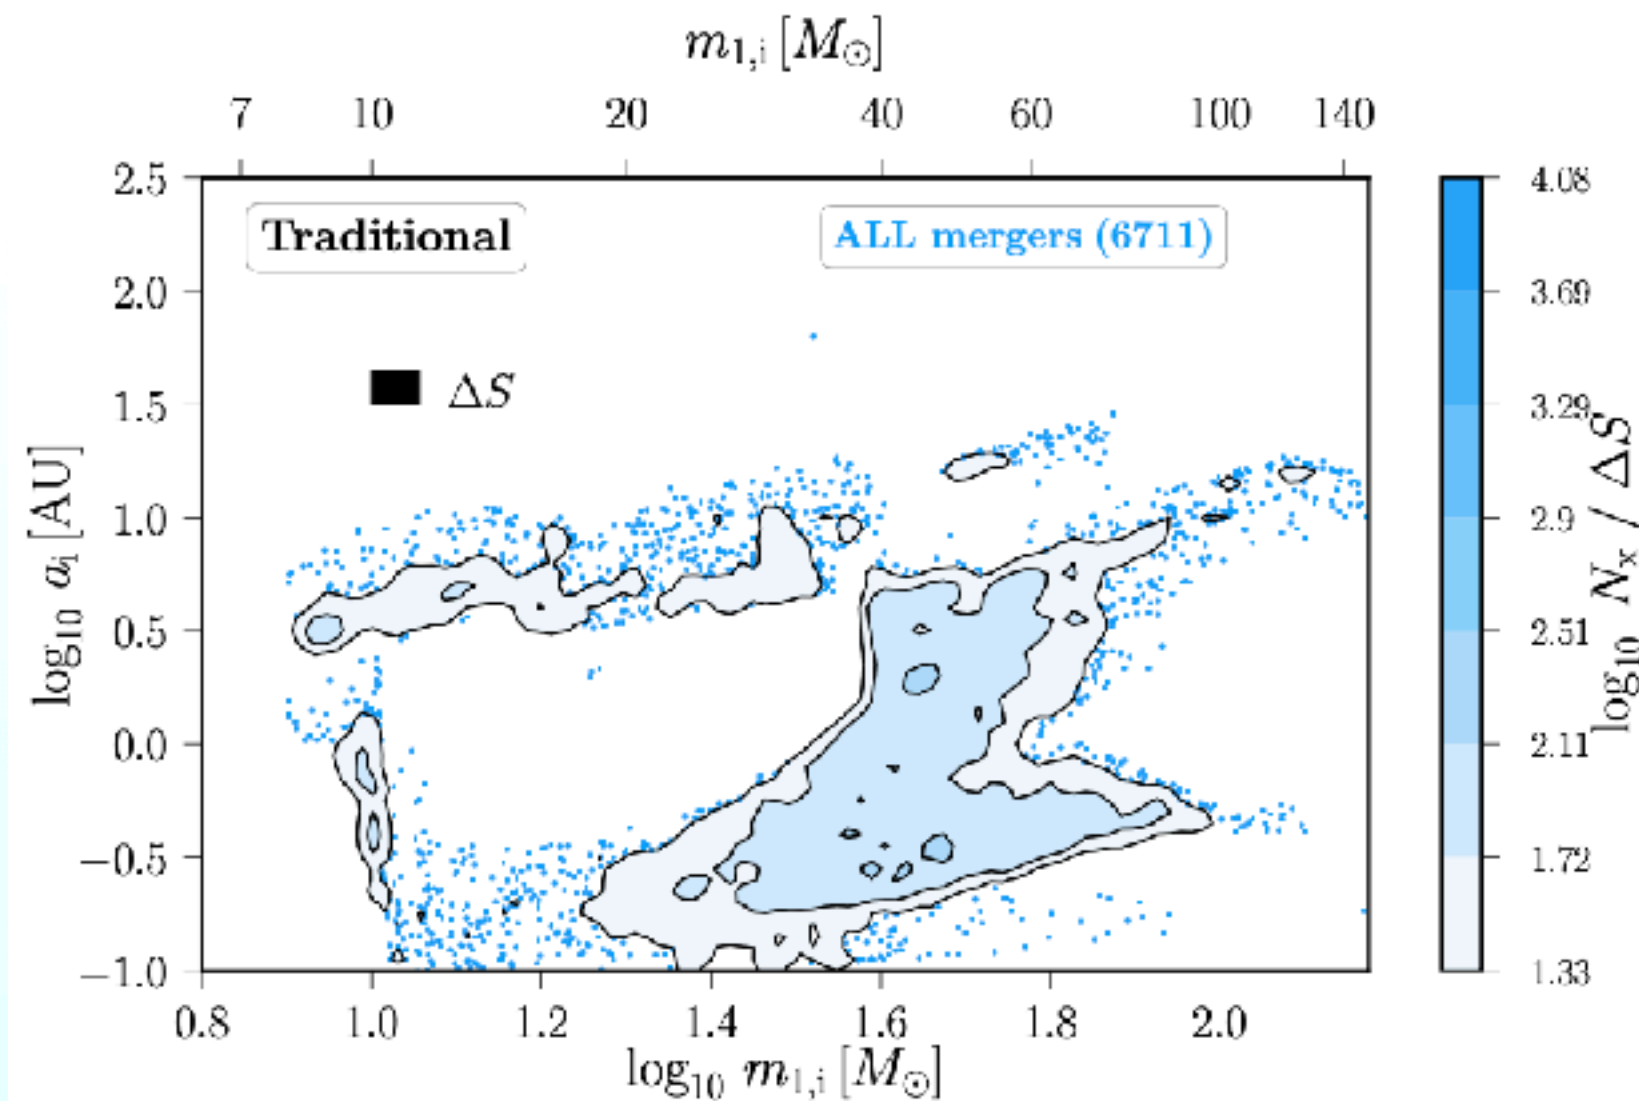 m₁,ᵢ [M⊙]
7 10 20 40 60 100 140
Traditional
ALL mergers (6711)
ΔS
2.5
2.0
1.5
1.0
0.5
0.0
−0.5
−1.0
log₁₀ aᵢ [AU]
0.8 1.0 1.2 1.4 1.6 1.8 2.0
log₁₀ m₁,ᵢ [M⊙]
4.08
3.69
3.29
2.9
2.51
2.11
1.72
1.33
log₁₀ Nₓ / ΔS